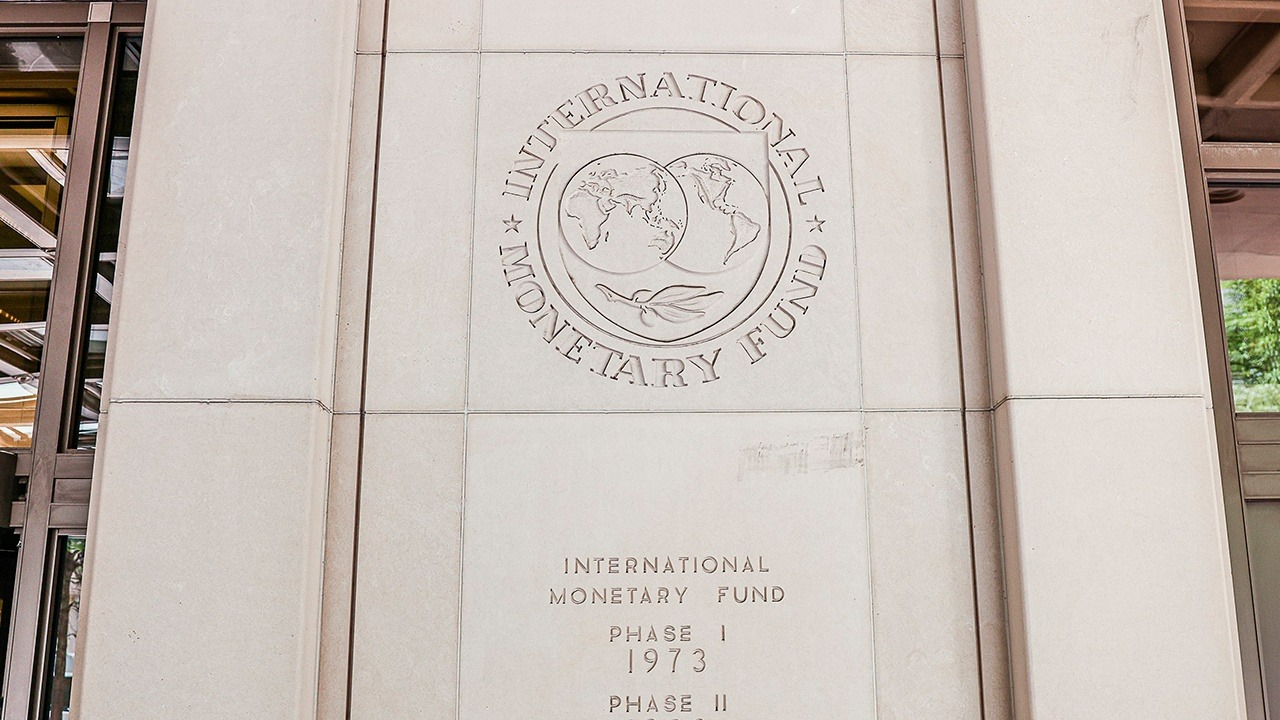 INTERNATIONAL
MONETARY FUND
INTERNATIONAL
MONETARY FUND
PHASE I
1973
PHASE II